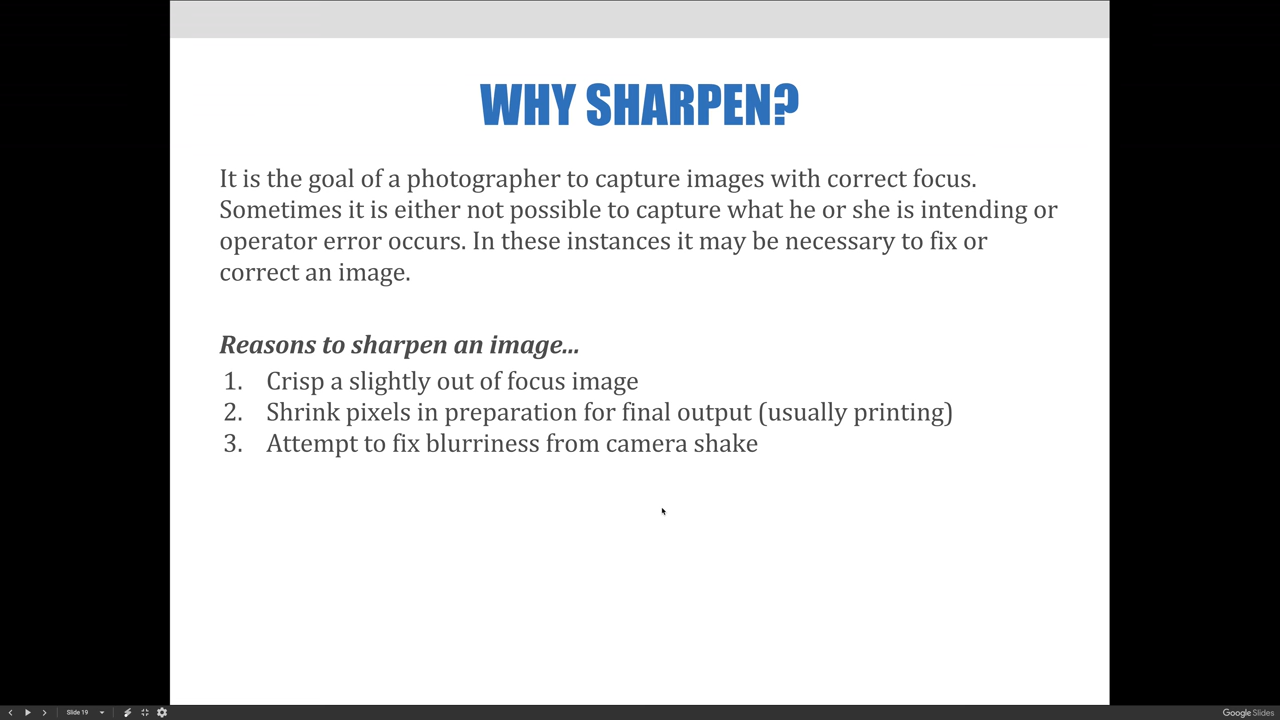 WHY SHARPEN?
It is the goal of a photographer to capture images with correct focus.
Sometimes it is either not possible to capture what he or she is intending or
operator error occurs. In these instances it may be necessary to fix or
correct an image.
Reasons to sharpen an image...
1. Crisp a slightly out of focus image
2. Shrink pixels in preparation for final output (usually printing)
3. Attempt to fix blurriness from camera shake
Slide 19
Google Slides